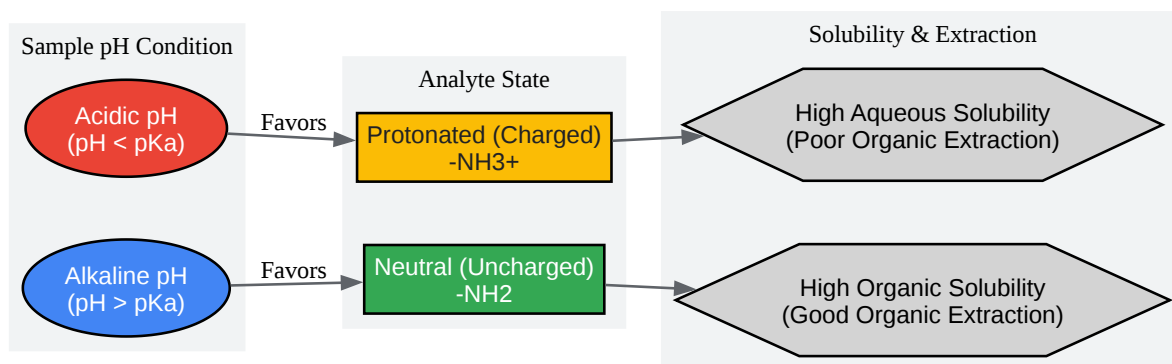 Sample pH Condition
Analyte State
Solubility & Extraction
Acidic pH
(pH < pKa)
Favors
Protonated (Charged)
-NH3+
High Aqueous Solubility
(Poor Organic Extraction)
Alkaline pH
(pH > pKa)
Favors
Neutral (Uncharged)
-NH2
High Organic Solubility
(Good Organic Extraction)